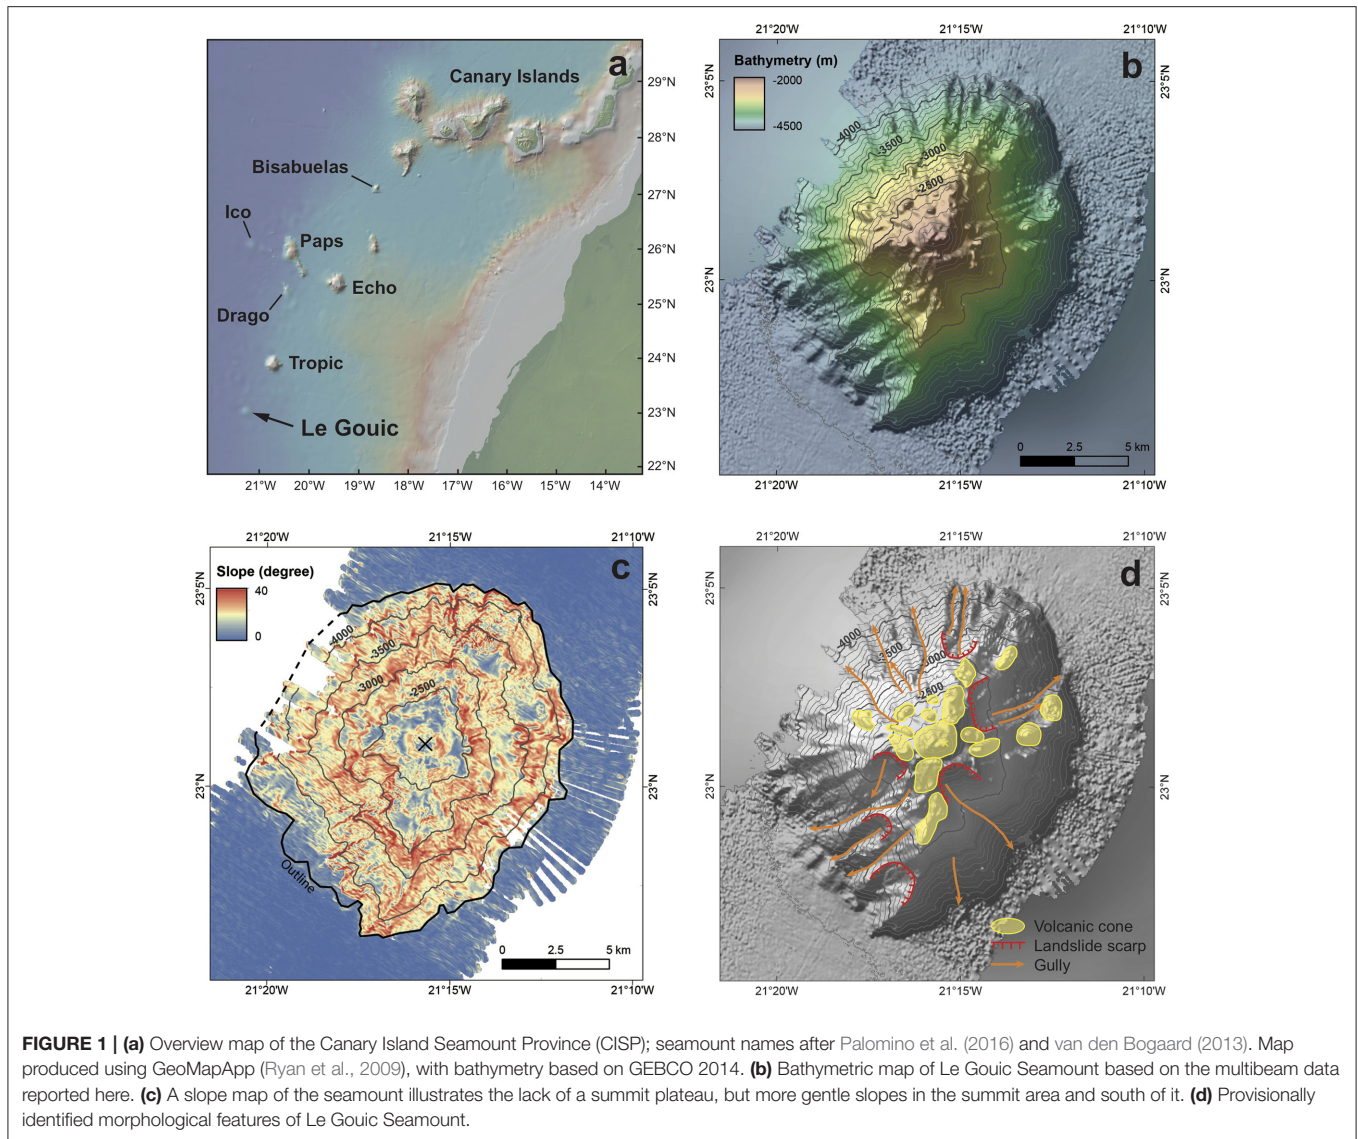 a
Canary Islands
Bisabuelas
Ico
Paps
Echo
Drago
Tropic
Le Gouic
29°N
28°N
27°N
26°N
25°N
24°N
23°N
22°N
21°W 20°W 19°W 18°W 17°W 16°W 15°W 14°W
21°20'W 21°15'W 21°10'W
b
Bathymetry (m)
-2000
-4500
23°5'N
23°5'N
23°N
23°N
-4000
-3500
-3000
-2500
0 2.5 5 km
21°20'W 21°15'W 21°10'W
21°20'W 21°15'W 21°10'W
c
Slope (degree)
40
0
23°5'N
23°5'N
23°N
23°N
-4000
-3500
-3000
-2500
Outline
0 2.5 5 km
21°20'W 21°15'W 21°10'W
21°20'W 21°15'W 21°10'W
d
23°5'N
23°5'N
23°N
23°N
-4000
-3500
-3000
-2500
Volcanic cone
Landslide scarp
Gully
21°20'W 21°15'W 21°10'W
FIGURE 1 | (a) Overview map of the Canary Island Seamount Province (CISP); seamount names after Palomino et al. (2016) and van den Bogaard (2013). Map
produced using GeoMapApp (Ryan et al., 2009), with bathymetry based on GEBCO 2014. (b) Bathymetric map of Le Gouic Seamount based on the multibeam data
reported here. (c) A slope map of the seamount illustrates the lack of a summit plateau, but more gentle slopes in the summit area and south of it. (d) Provisionally
identified morphological features of Le Gouic Seamount.